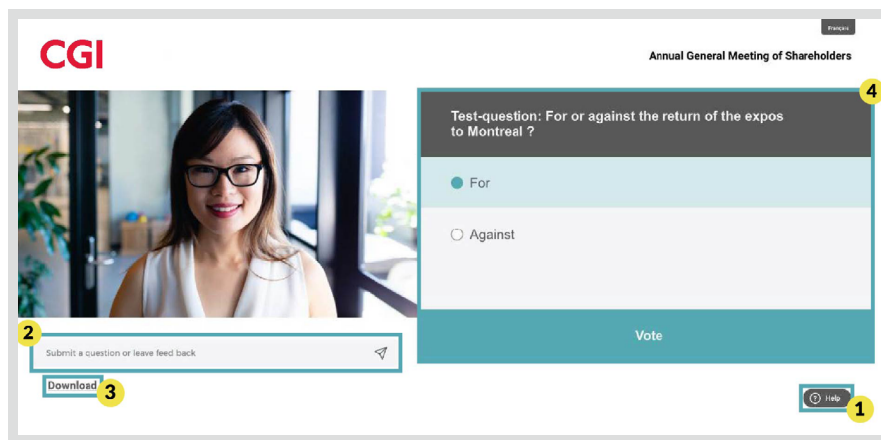 Français
CGI
Annual General Meeting of Shareholders
4
Test-question: For or against the return of the expos
to Montreal ?
For
Against
Vote
2
Submit a question or leave feed back
Download
3
? Help
1